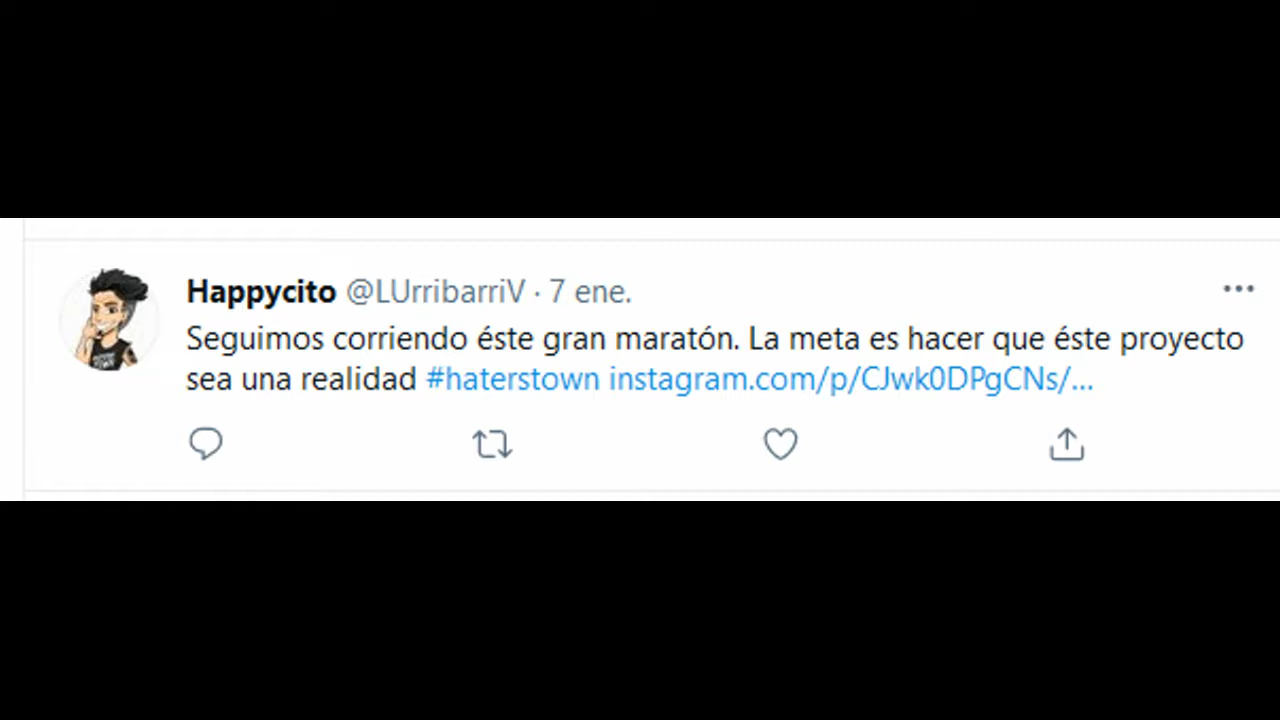 Happycito @LUrribarriV · 7 ene.
Seguimos corriendo éste gran maratón. La meta es hacer que éste proyecto
sea una realidad #haterstown instagram.com/p/CJwk0DPgCNs/...